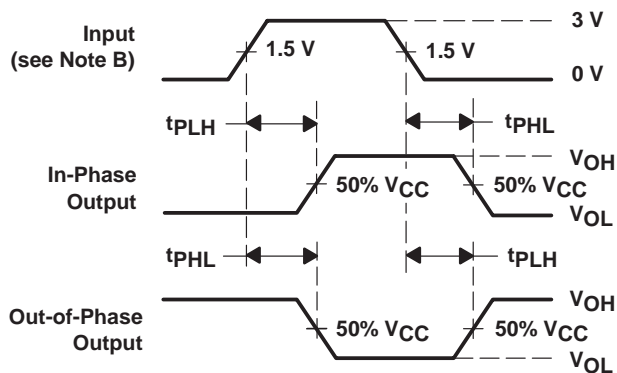 Input
(see Note B)
1.5 V
1.5 V
3 V
0 V
tPLH
tPHL
In-Phase
Output
50% VCC
50% VCC
VOH
VOL
tPHL
tPLH
Out-of-Phase
Output
50% VCC
50% VCC
VOH
VOL